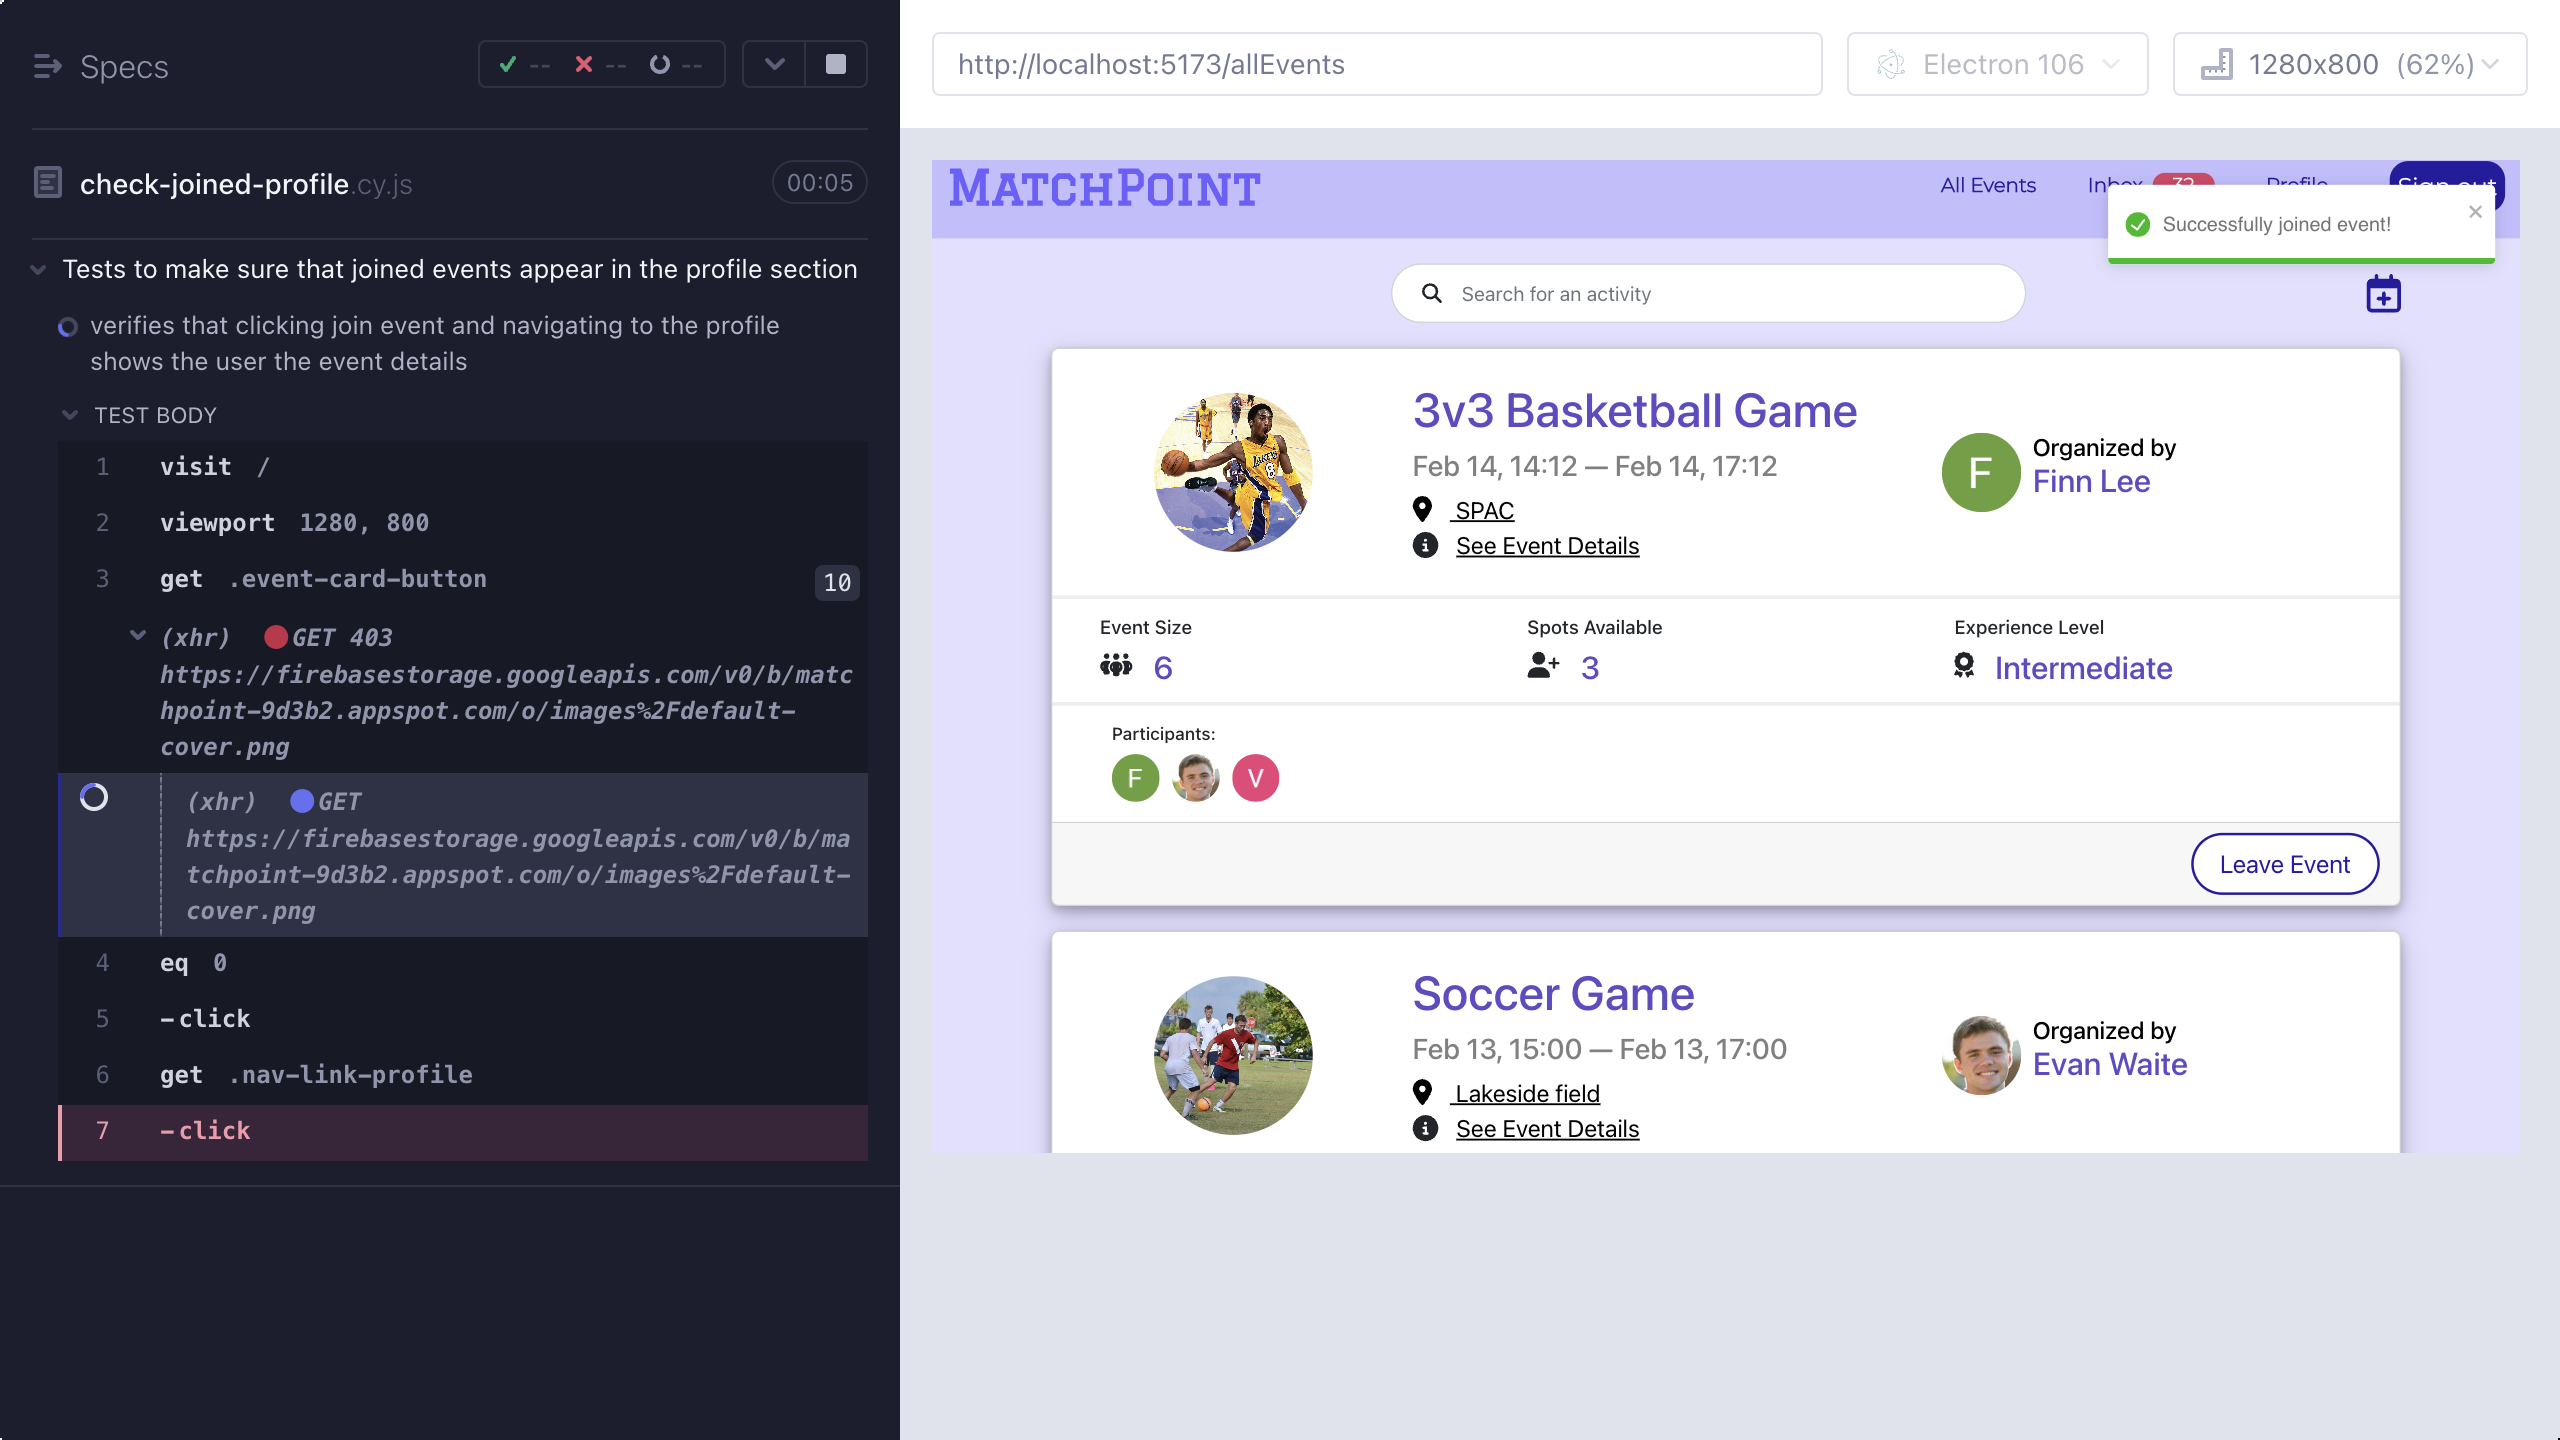 Specs
-- -- --
check-joined-profile.cy.js
00:05
Tests to make sure that joined events appear in the profile section
verifies that clicking join event and navigating to the profile
shows the user the event details
TEST BODY
1 visit /
2 viewport 1280, 800
3 get .event-card-button 10
(xhr) GET 403
https://firebasestorage.googleapis.com/v0/b/matc
hpoint-9d3b2.appspot.com/o/images%2Fdefault-
cover.png
(xhr) GET
https://firebasestorage.googleapis.com/v0/b/ma
tchpoint-9d3b2.appspot.com/o/images%2Fdefault-
cover.png
4 eq 0
5 -click
6 get .nav-link-profile
7 -click
http://localhost:5173/allEvents
Electron 106
1280x800 (62%)
MATCHPOINT
All Events Inbox Profile Sign out
Successfully joined event!
Search for an activity
3v3 Basketball Game
Feb 14, 14:12 — Feb 14, 17:12
SPAC
See Event Details
F
Organized by
Finn Lee
Event Size
6
Spots Available
3
Experience Level
Intermediate
Participants:
F V
Leave Event
Soccer Game
Feb 13, 15:00 — Feb 13, 17:00
Lakeside field
See Event Details
Organized by
Evan Waite